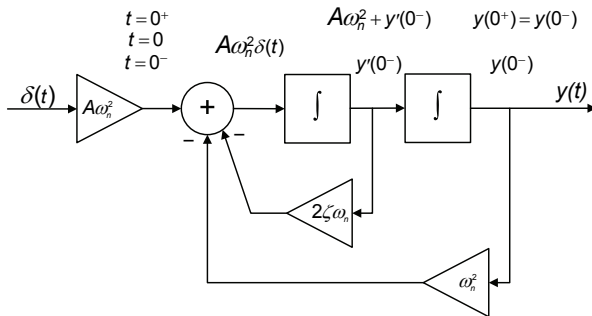 t = 0⁺
t = 0
t = 0⁻
Aωₙ²δ(t)
Aωₙ² + y′(0⁻)
y′(0⁻)
y(0⁺) = y(0⁻)
y(0⁻)
δ(t)
Aωₙ²
+
−
−
∫
∫
y(t)
2ζωₙ
ωₙ²